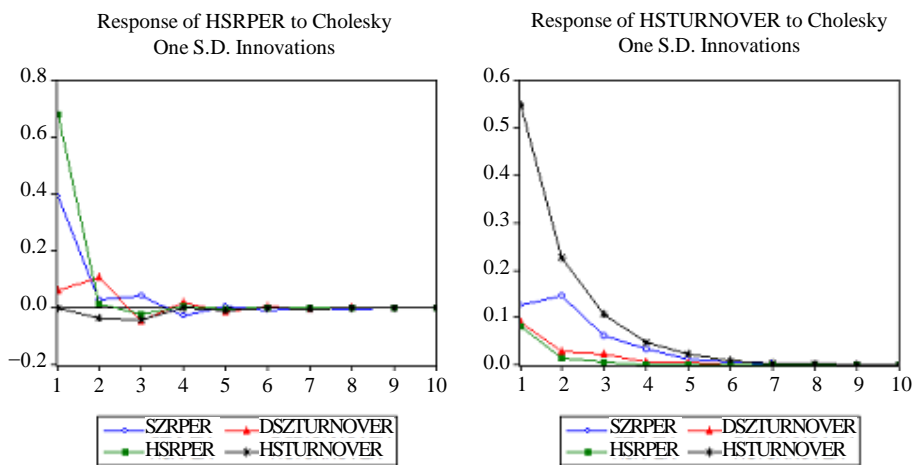 Response of HSRPER to Cholesky
One S.D. Innovations
0.8
0.6
0.4
0.2
0.0
−0.2
1 2 3 4 5 6 7 8 9 10
SZRPER DSZTURNOVER
HSRPER HSTURNOVER
Response of HSTURNOVER to Cholesky
One S.D. Innovations
0.6
0.5
0.4
0.3
0.2
0.1
0.0
1 2 3 4 5 6 7 8 9 10
SZRPER DSZTURNOVER
HSRPER HSTURNOVER